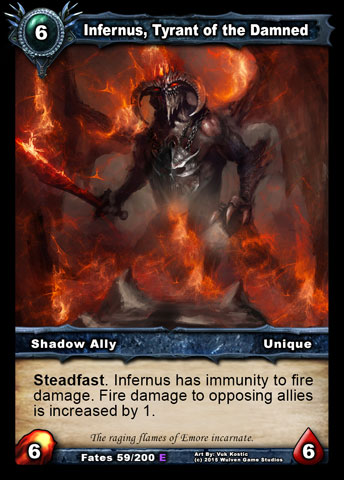 6
Infernus, Tyrant of the Damned
Shadow Ally Unique
Steadfast. Infernus has immunity to fire
damage. Fire damage to opposing allies
is increased by 1.
The raging flames of Emore incarnate.
6
Fates 59/200 E
Art By: Vuk Kostic
(c) 2015 Wulven Game Studios
6